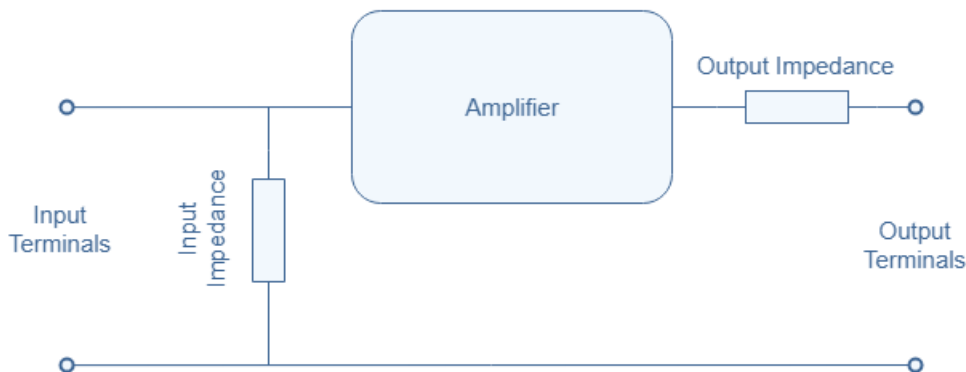 Output Impedance
Amplifier
Input
Impedance
Input
Terminals
Output
Terminals